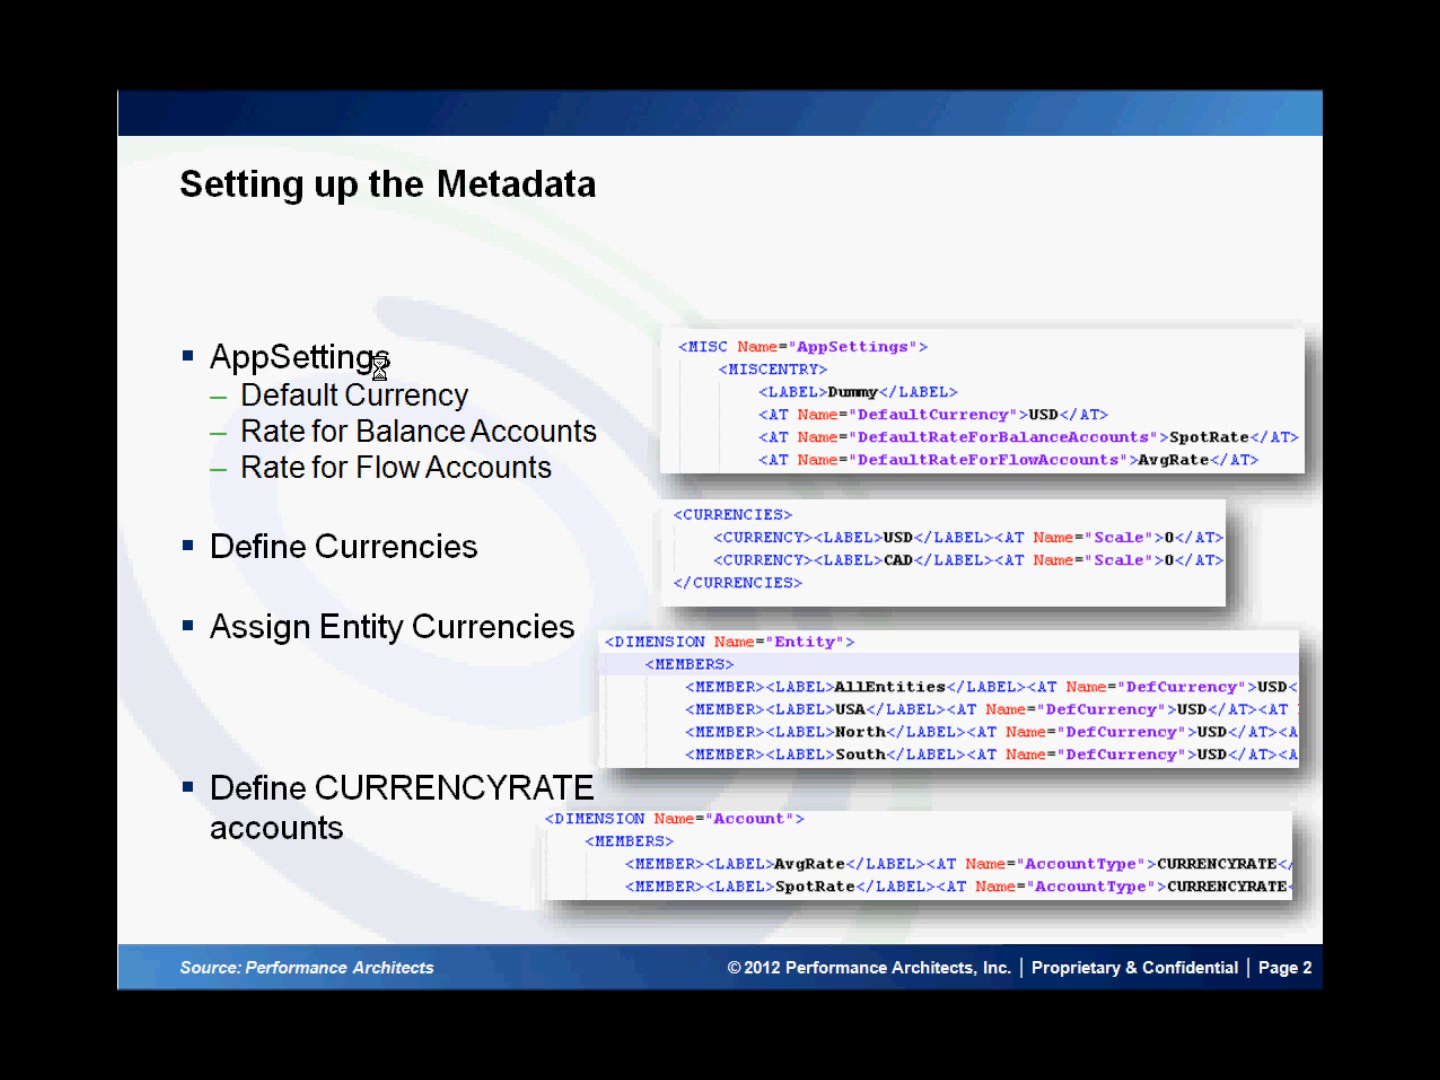 Setting up the Metadata
AppSettings
– Default Currency
– Rate for Balance Accounts
– Rate for Flow Accounts
Define Currencies
Assign Entity Currencies
Define CURRENCYRATE
accounts
<MISC Name="AppSettings">
<MISCENTRY>
<LABEL>Dummy</LABEL>
<AT Name="DefaultCurrency">USD</AT>
<AT Name="DefaultRateForBalanceAccounts">SpotRate</AT>
<AT Name="DefaultRateForFlowAccounts">AvgRate</AT>
<CURRENCIES>
<CURRENCY><LABEL>USD</LABEL><AT Name="Scale">0</AT>
<CURRENCY><LABEL>CAD</LABEL><AT Name="Scale">0</AT>
</CURRENCIES>
<DIMENSION Name="Entity">
<MEMBERS>
<MEMBER><LABEL>AllEntities</LABEL><AT Name="DefCurrency">USD<
<MEMBER><LABEL>USA</LABEL><AT Name="DefCurrency">USD</AT><AT
<MEMBER><LABEL>North</LABEL><AT Name="DefCurrency">USD</AT><A
<MEMBER><LABEL>South</LABEL><AT Name="DefCurrency">USD</AT><A
<DIMENSION Name="Account">
<MEMBERS>
<MEMBER><LABEL>AvgRate</LABEL><AT Name="AccountType">CURRENCYRATE</
<MEMBER><LABEL>SpotRate</LABEL><AT Name="AccountType">CURRENCYRATE<
Source: Performance Architects
© 2012 Performance Architects, Inc. | Proprietary & Confidential | Page 2